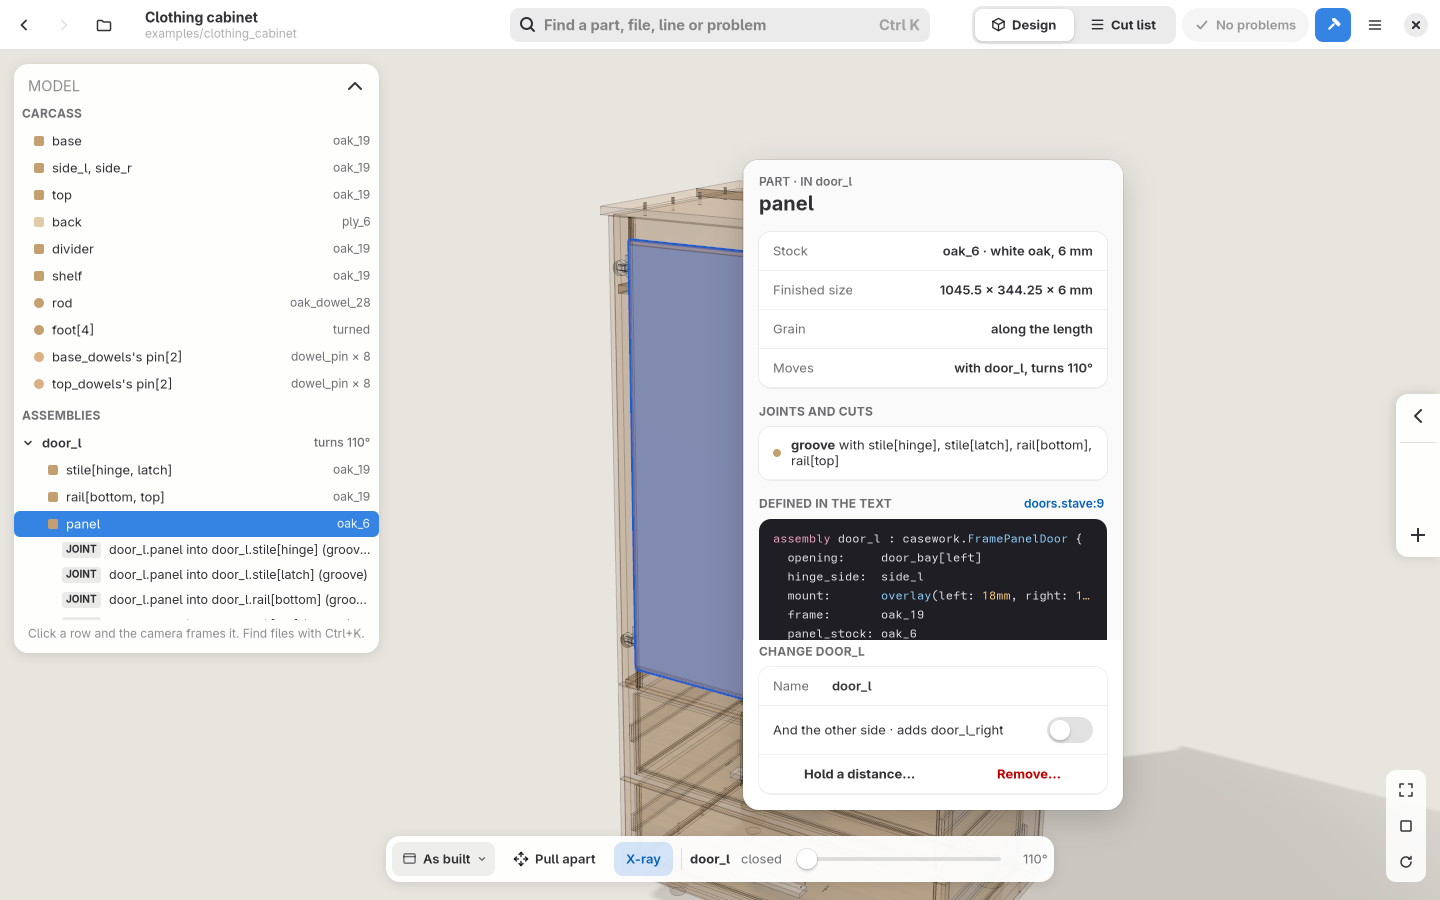 Clothing cabinet
examples/clothing_cabinet
Find a part, file, line or problem
Ctrl K
Design
Cut list
No problems
MODEL
CARCASS
base oak_19
side_l, side_r oak_19
top oak_19
back ply_6
divider oak_19
shelf oak_19
rod oak_dowel_28
foot[4] turned
base_dowels's pin[2] dowel_pin × 8
top_dowels's pin[2] dowel_pin × 8
ASSEMBLIES
door_l turns 110°
stile[hinge, latch] oak_19
rail[bottom, top] oak_19
panel oak_6
JOINT door_l.panel into door_l.stile[hinge] (groov…
JOINT door_l.panel into door_l.stile[latch] (groove)
JOINT door_l.panel into door_l.rail[bottom] (groo…
Click a row and the camera frames it. Find files with Ctrl+K.
PART · IN door_l
panel
Stock oak_6 · white oak, 6 mm
Finished size 1045.5 × 344.25 × 6 mm
Grain along the length
Moves with door_l, turns 110°
JOINTS AND CUTS
groove with stile[hinge], stile[latch], rail[bottom],
rail[top]
DEFINED IN THE TEXT doors.stave:9
assembly door_l : casework.FramePanelDoor {
opening: door_bay[left]
hinge_side: side_l
mount: overlay(left: 18mm, right: 1…
frame: oak_19
panel_stock: oak_6
CHANGE DOOR_L
Name door_l
And the other side · adds door_l_right
Hold a distance… Remove…
As built
Pull apart
X-ray
door_l closed 110°